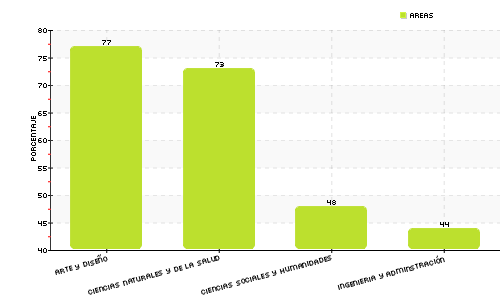 AREAS
PORCENTAJE
80
75
70
65
60
55
50
45
40
77
73
48
44
ARTE Y DISEÑO
CIENCIAS NATURALES Y DE LA SALUD
CIENCIAS SOCIALES Y HUMANIDADES
INGENIERIA Y ADMINSTRACIÓN